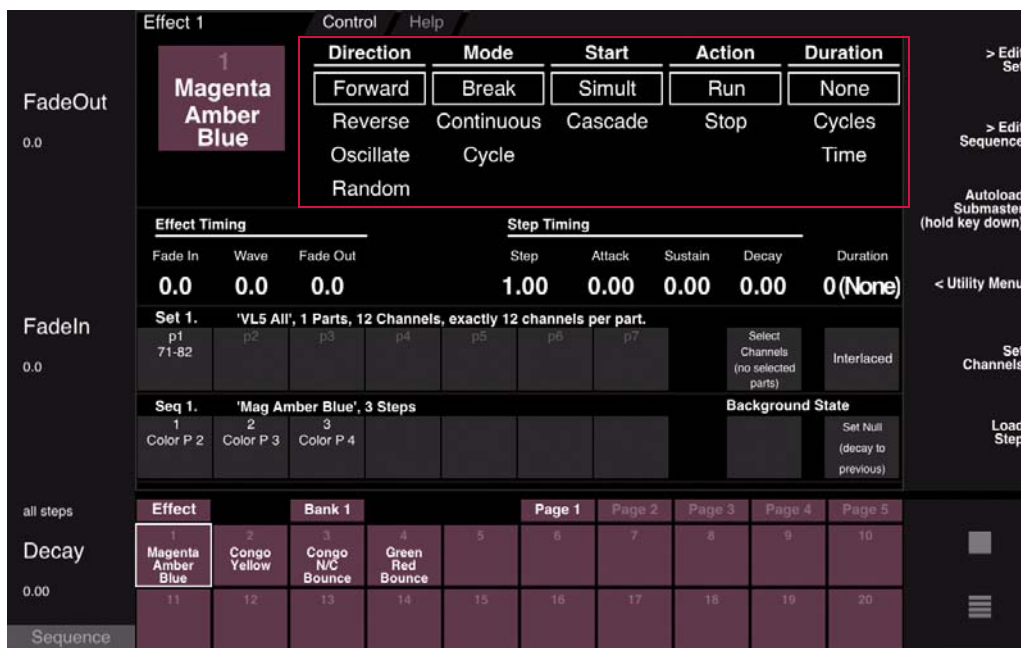 Effect 1
Control
Help
FadeOut
0.0
1
Magenta
Amber
Blue
Direction Mode Start Action Duration
Forward Break Simult Run None
Reverse Continuous Cascade Stop Cycles
Oscillate Cycle Time
Random
> Edit
Set
> Edit
Sequence
Autoload
Submaster
(hold key down)
< Utility Menu
Set
Channels
Load
Step
Effect Timing
Step Timing
Fade In Wave Fade Out Step Attack Sustain Decay Duration
0.0 0.0 0.0 1.00 0.00 0.00 0.00 0 (None)
FadeIn
0.0
Set 1. 'VL5 All', 1 Parts, 12 Channels, exactly 12 channels per part.
p1
71-82
p2
p3
p4
p5
p6
p7
Select
Channels
(no selected
parts)
Interlaced
Seq 1. 'Mag Amber Blue', 3 Steps
Background State
1
Color P 2
2
Color P 3
3
Color P 4
Set Null
(decay to
previous)
all steps
Decay
0.00
Sequence
Effect Bank 1 Page 1 Page 2 Page 3 Page 4 Page 5
1
Magenta
Amber
Blue
2
Congo
Yellow
3
Congo
N/C
Bounce
4
Green
Red
Bounce
5
6
7
8
9
10
11 12 13 14 15 16 17 18 19 20